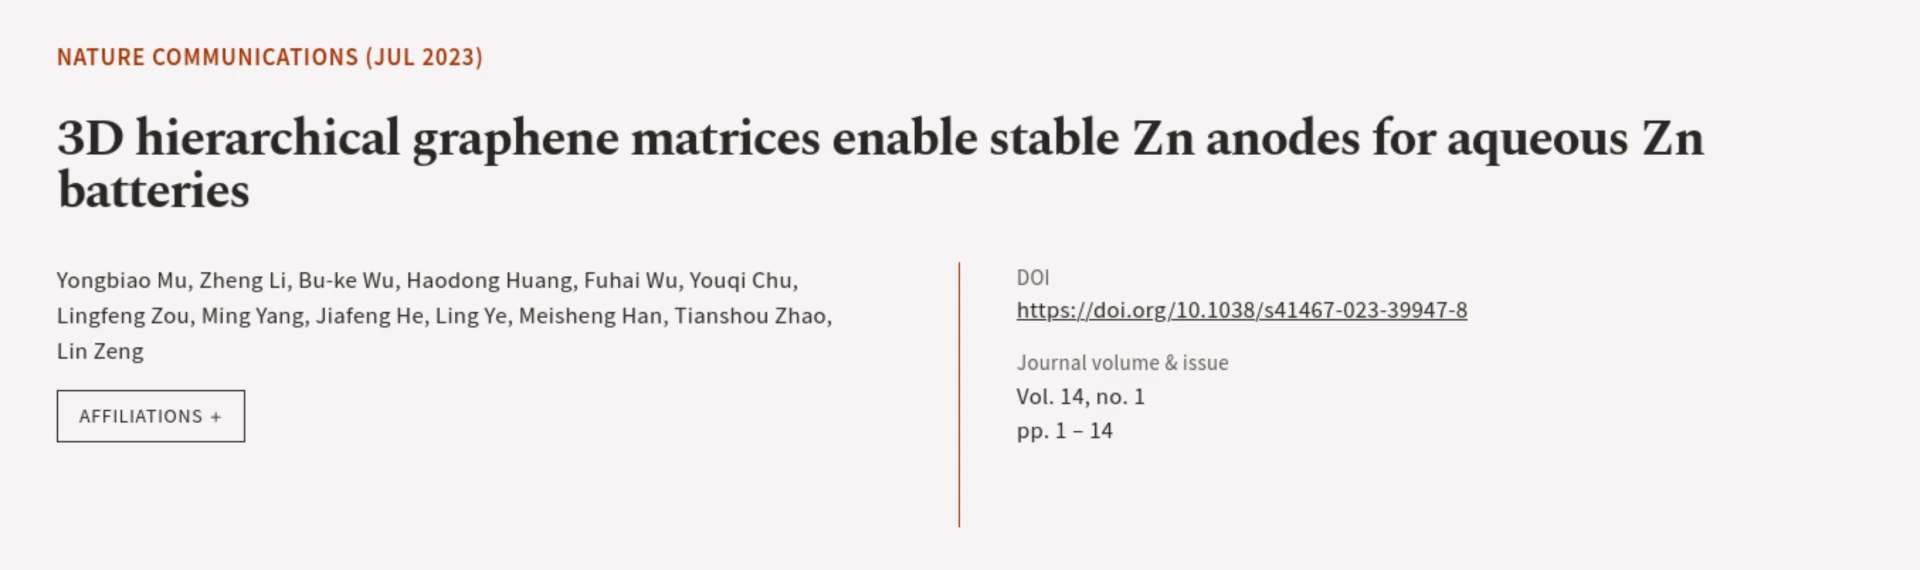 NATURE COMMUNICATIONS (JUL 2023)
3D hierarchical graphene matrices enable stable Zn anodes for aqueous Zn
batteries
Yongbiao Mu, Zheng Li, Bu-ke Wu, Haodong Huang, Fuhai Wu, Youqi Chu,
Lingfeng Zou, Ming Yang, Jiafeng He, Ling Ye, Meisheng Han, Tianshou Zhao,
Lin Zeng
AFFILIATIONS +
DOI
https://doi.org/10.1038/s41467-023-39947-8
Journal volume & issue
Vol. 14, no. 1
pp. 1 – 14